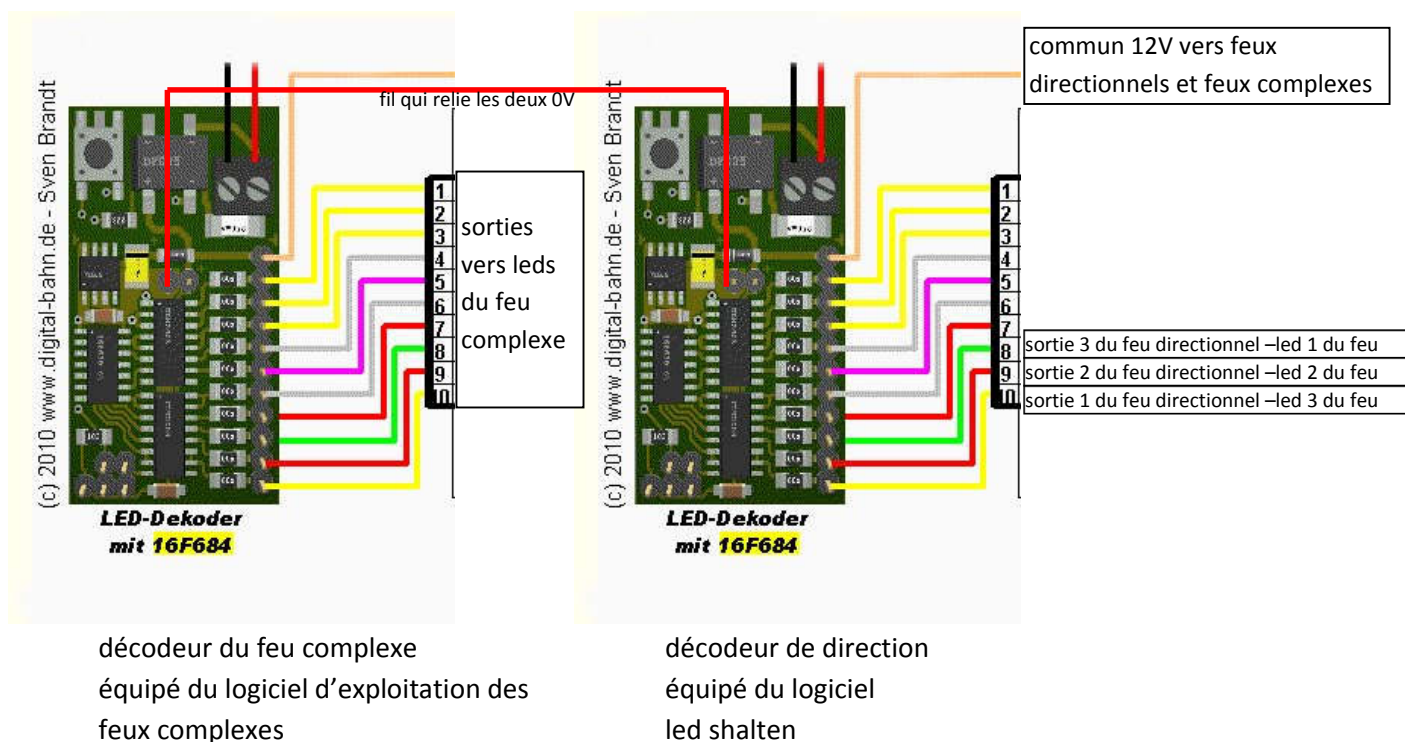 commun 12V vers feux
directionnels et feux complexes
fil qui relie les deux 0V
(c) 2010 www.digital-bahn.de - Sven Brandt
1
2
3
4
5
6
7
8
9
10
sorties
vers leds
du feu
complexe
LED-Dekoder
mit 16F684
(c) 2010 www.digital-bahn.de - Sven Brandt
1
2
3
4
5
6
7
8
9
10
sortie 3 du feu directionnel –led 1 du feu
sortie 2 du feu directionnel –led 2 du feu
sortie 1 du feu directionnel –led 3 du feu
LED-Dekoder
mit 16F684
décodeur du feu complexe
équipé du logiciel d’exploitation des
feux complexes
décodeur de direction
équipé du logiciel
led shalten